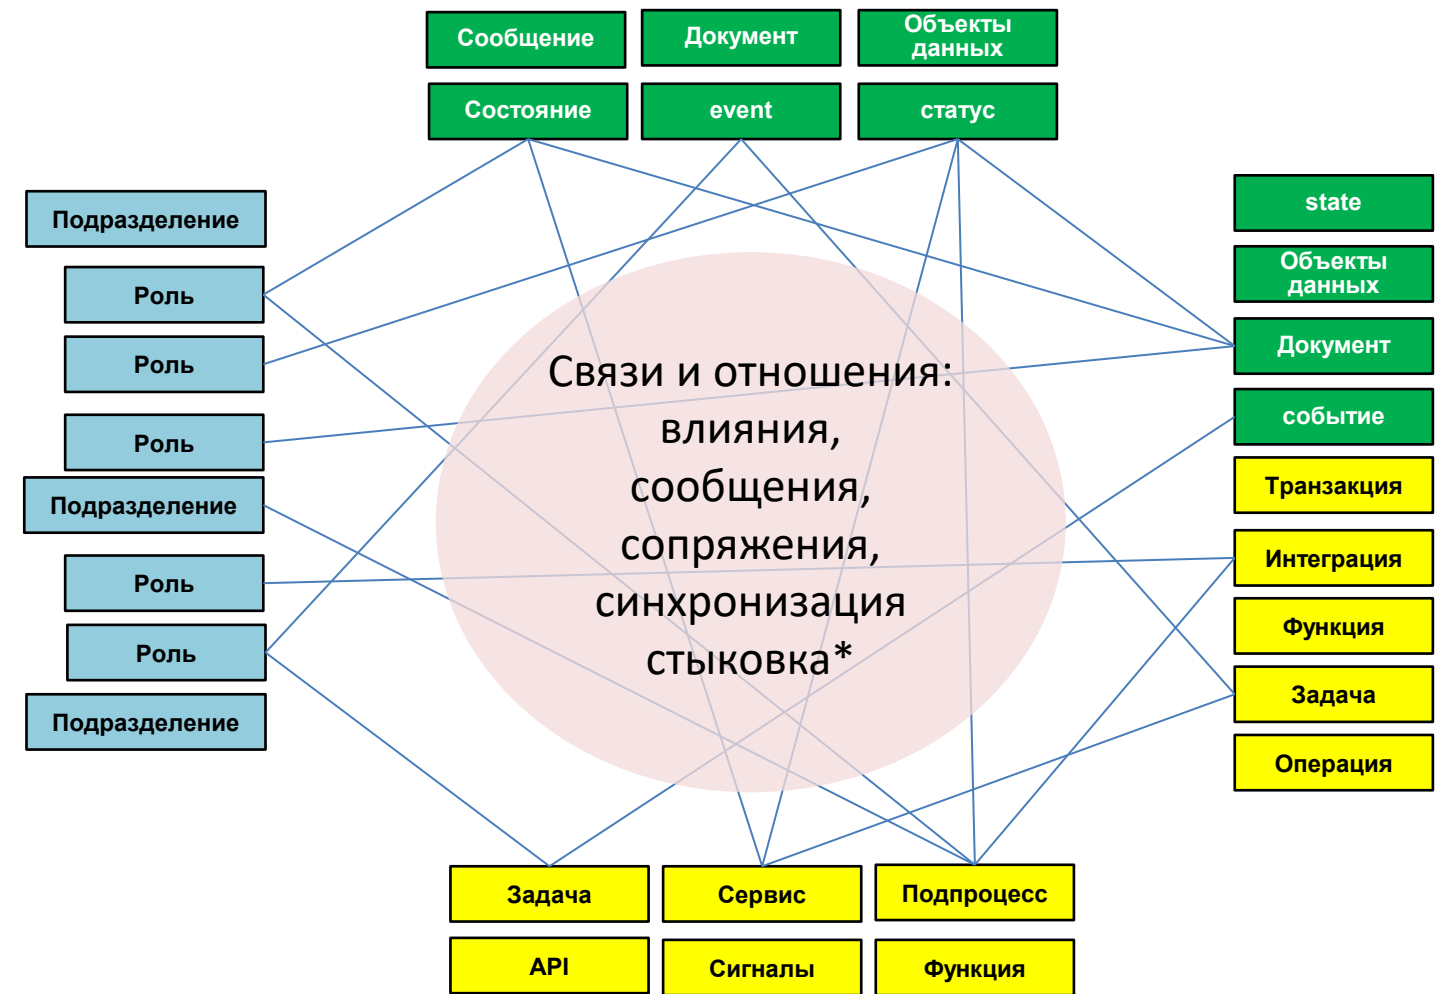 Сообщение
Документ
Объекты
данных
Состояние
event
статус
Подразделение
Роль
Роль
Роль
Подразделение
Роль
Роль
Подразделение
Связи и отношения:
влияния,
сообщения,
сопряжения,
синхронизация
стыковка*
state
Объекты
данных
Документ
событие
Транзакция
Интеграция
Функция
Задача
Операция
Задача
Сервис
Подпроцесс
API
Сигналы
Функция